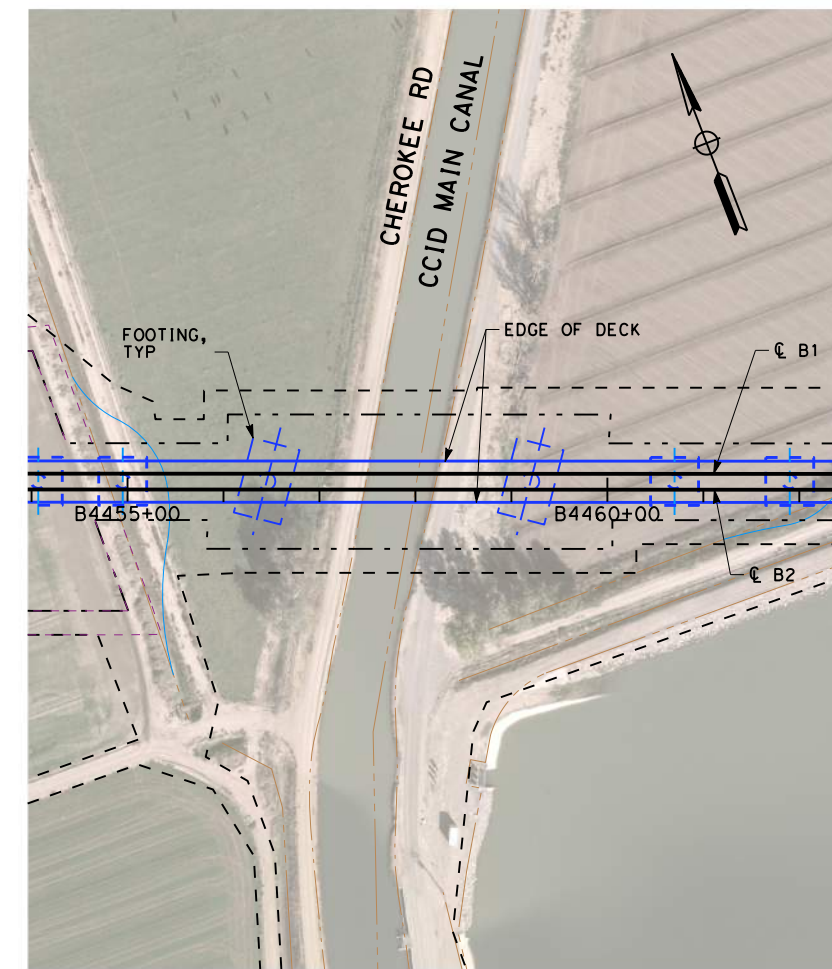 CHEROKEE RD
CCID MAIN CANAL
FOOTING,
TYP
EDGE OF DECK
℄ B1
B4455+00
B4460+00
℄ B2